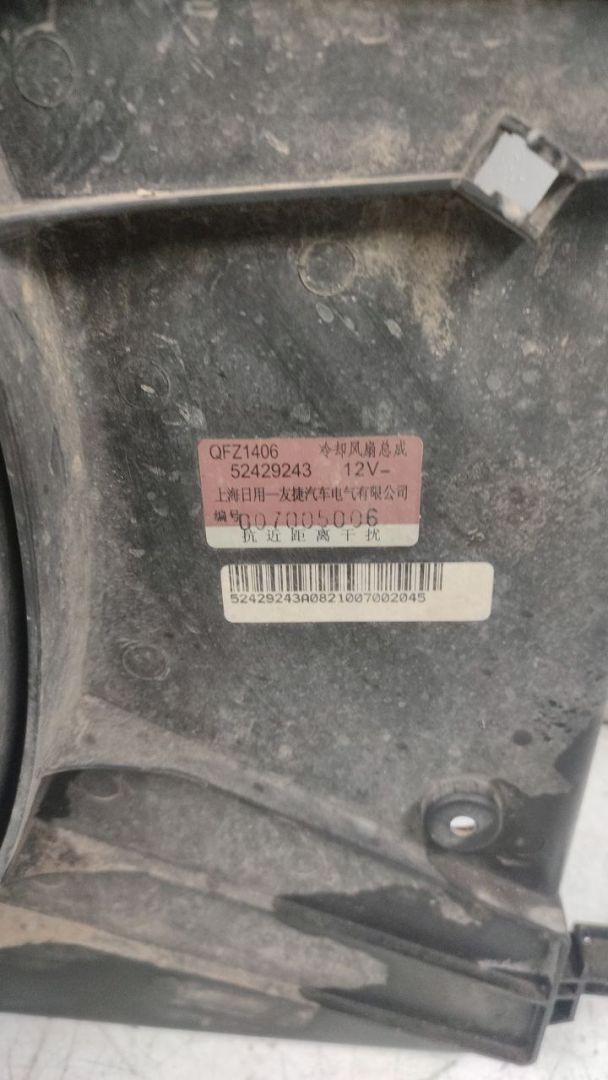 QFZ1406 冷却风扇总成
52429243 12V-
上海日用一友捷汽车电气有限公司
编号 007005006
抗近距离干扰
52429243A0821007002045